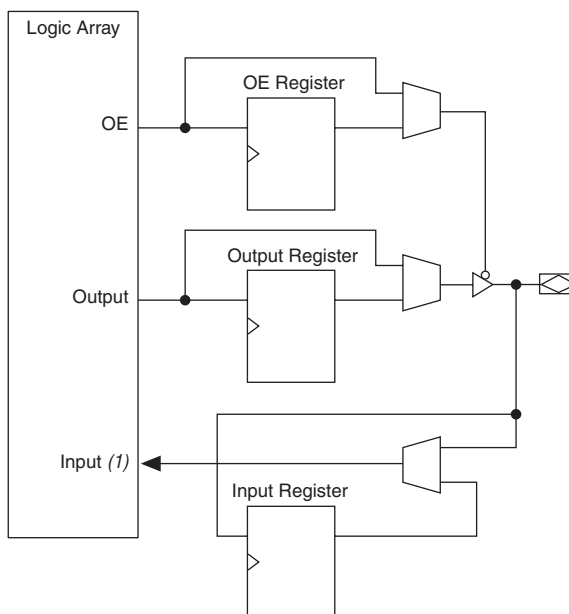 Logic Array
OE Register
OE
Output Register
Output
Input (1)
Input Register